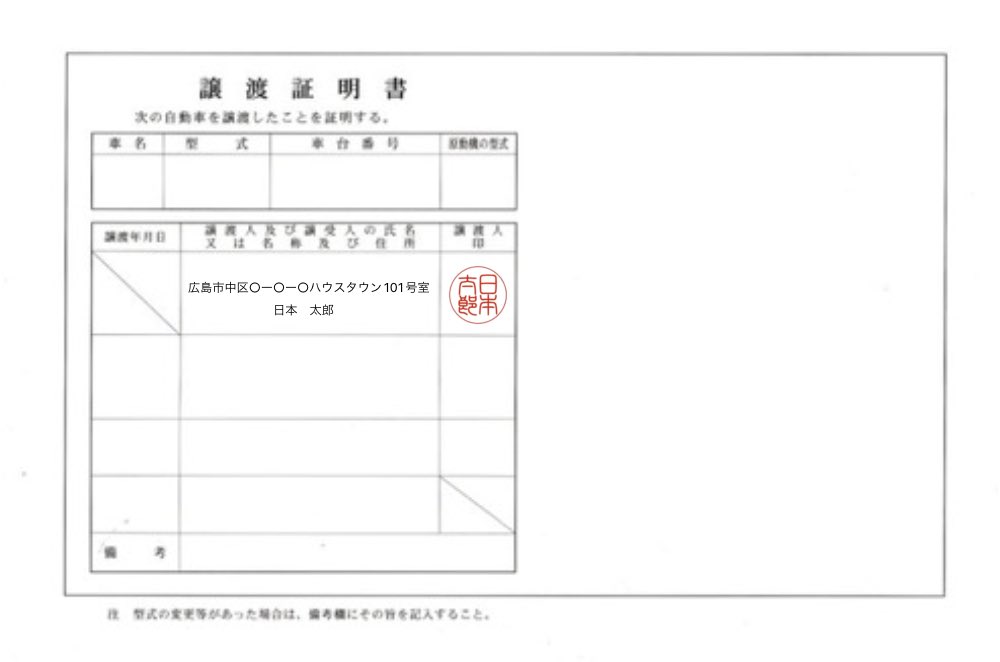 譲渡証明書
次の自動車を譲渡したことを証明する。
車名 型式 車台番号 原動機の型式
譲渡年月日 譲渡人及び譲受人の氏名 譲渡人
又は名称及び住所 印
広島市中区〇ー〇ー〇ハウスタウン101号室
日本 太郎
日本
太郎
備考
注 型式の変更等があった場合は、備考欄にその旨を記入すること。